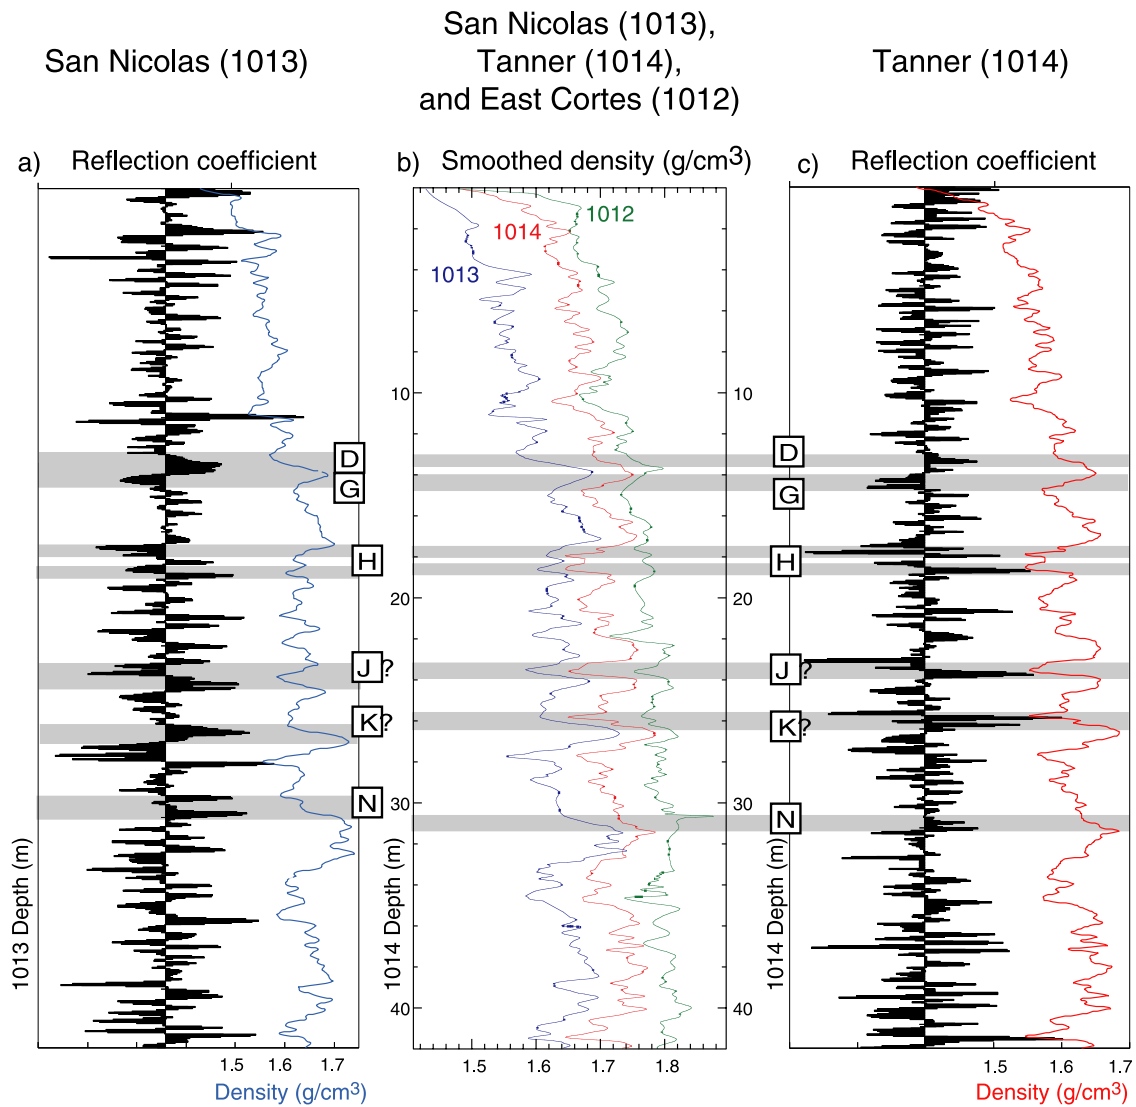 San Nicolas (1013)
San Nicolas (1013),
Tanner (1014),
and East Cortes (1012)
Tanner (1014)
a) Reflection coefficient
b) Smoothed density (g/cm3)
c) Reflection coefficient
1012
1014
1013
10
10
D
G
H
20
20
J?
K?
N
30
30
40
40
D
G
H
J?
K?
N
1013 Depth (m)
1014 Depth (m)
1014 Depth (m)
1.5 1.6 1.7
Density (g/cm3)
1.5 1.6 1.7 1.8
1.5 1.6 1.7
Density (g/cm3)